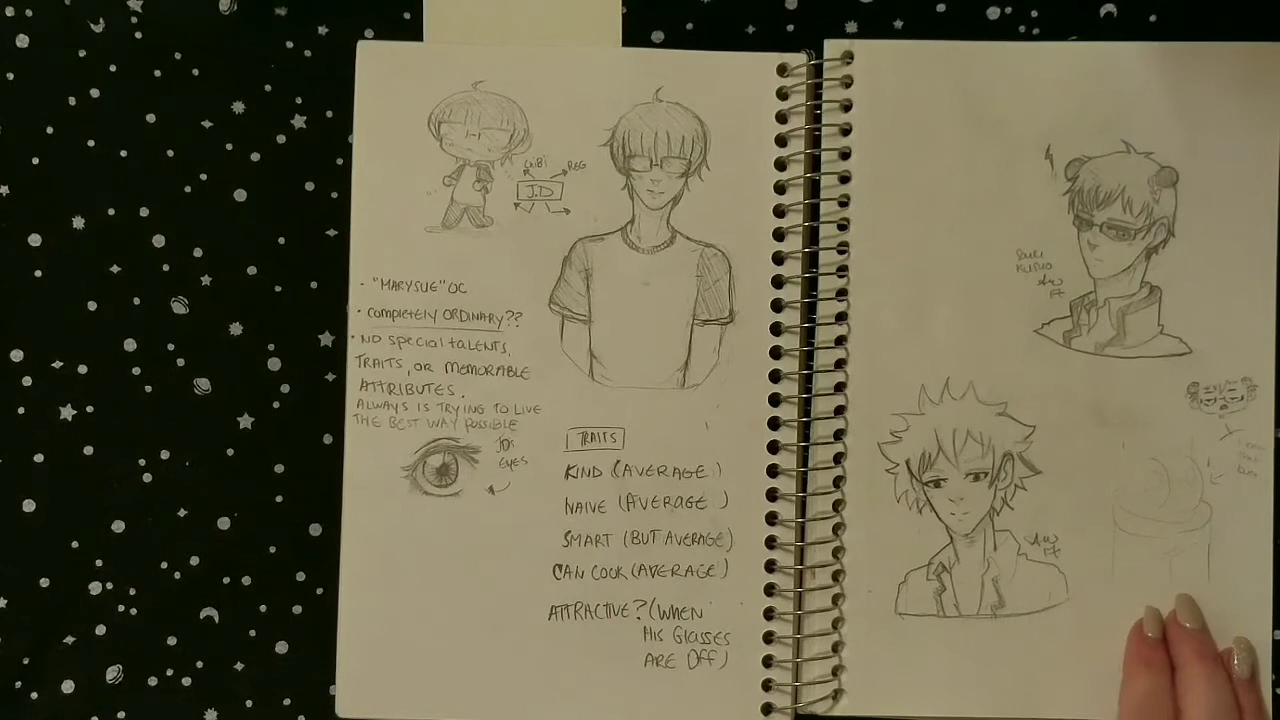 CHIBI
REG
J.D
• "MARYSUE" OC
• COMPLETELY ORDINARY??
• NO SPECIAL TALENTS,
TRAITS, OR MEMORABLE
ATTRIBUTES.
ALWAYS IS TRYING TO LIVE
THE BEST WAY POSSIBLE
JD'S
EYES
TRAITS
KIND (AVERAGE)
NAIVE (AVERAGE)
SMART (BUT AVERAGE)
CAN COOK (AVERAGE)
ATTRACTIVE? (WHEN
HIS GLASSES
ARE OFF)
KUSUO